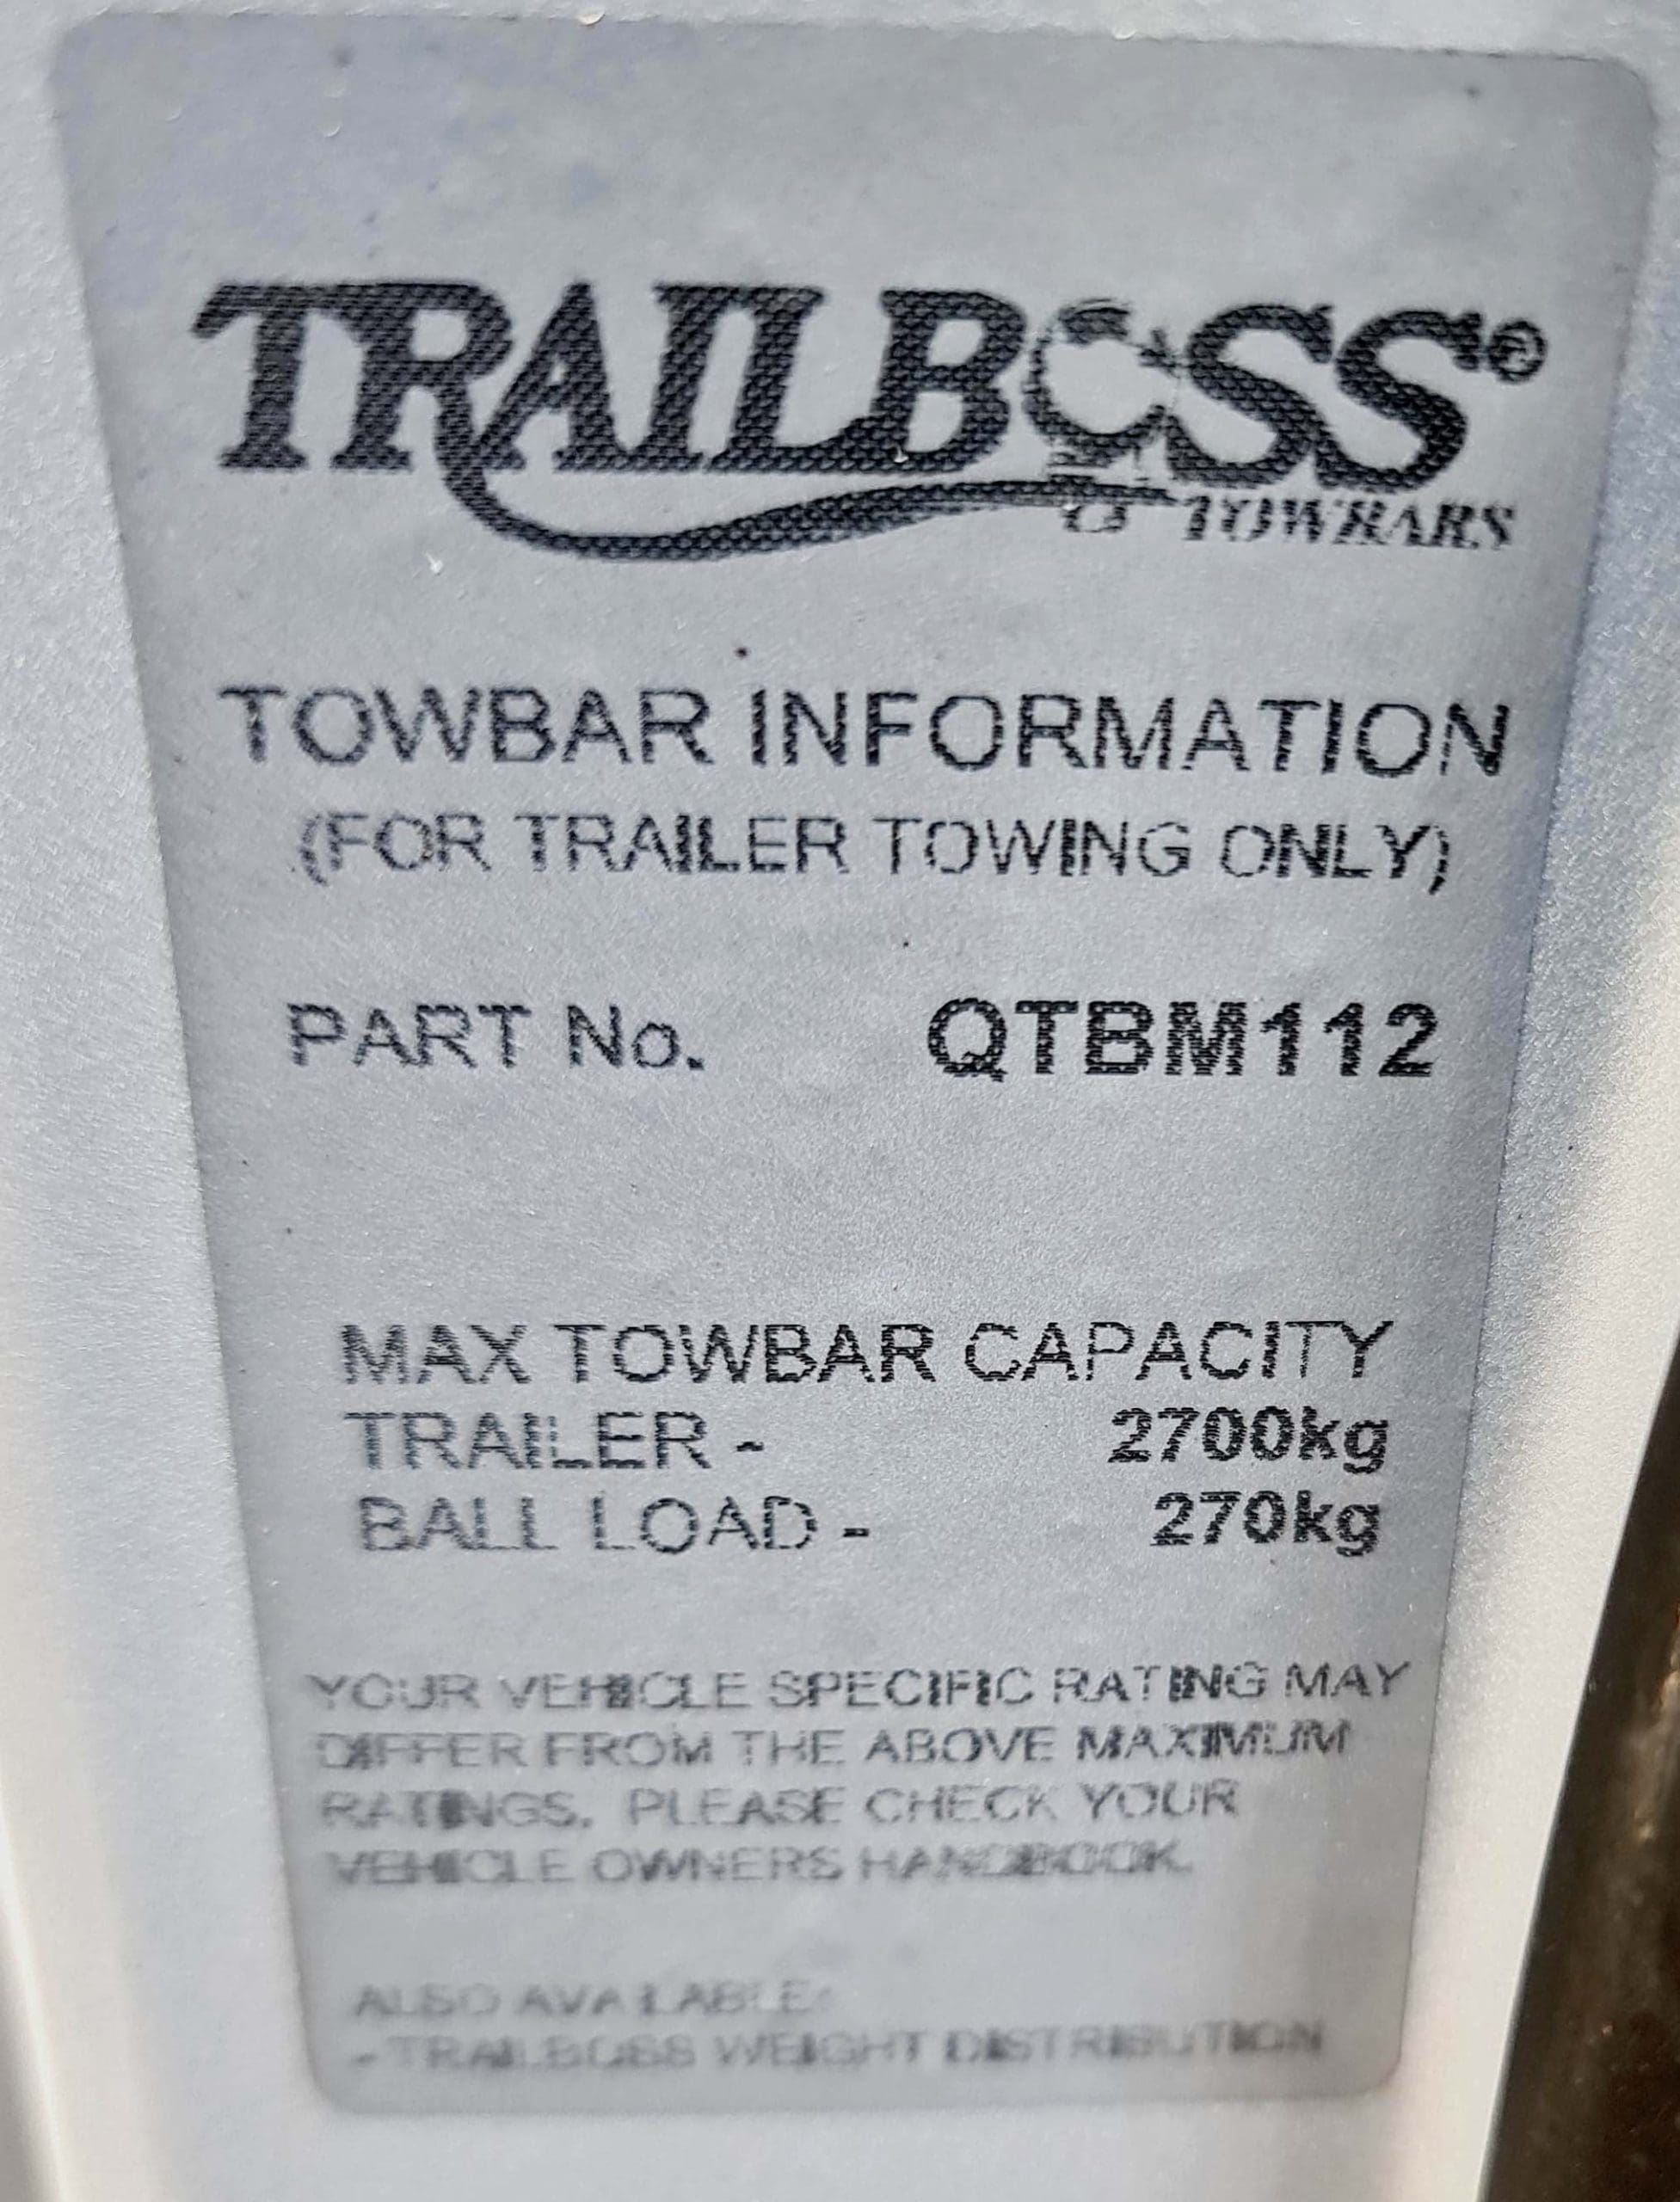 TRAILBOSS®
TOWBARS
TOWBAR INFORMATION
(FOR TRAILER TOWING ONLY)
PART No. QTBM112
MAX TOWBAR CAPACITY
TRAILER - 2700kg
BALL LOAD - 270kg
YOUR VEHICLE SPECIFIC RATING MAY
DIFFER FROM THE ABOVE MAXIMUM
RATINGS. PLEASE CHECK YOUR
VEHICLE OWNERS HANDBOOK.
ALSO AVAILABLE:
- TRAILBOSS WEIGHT DISTRIBUTION